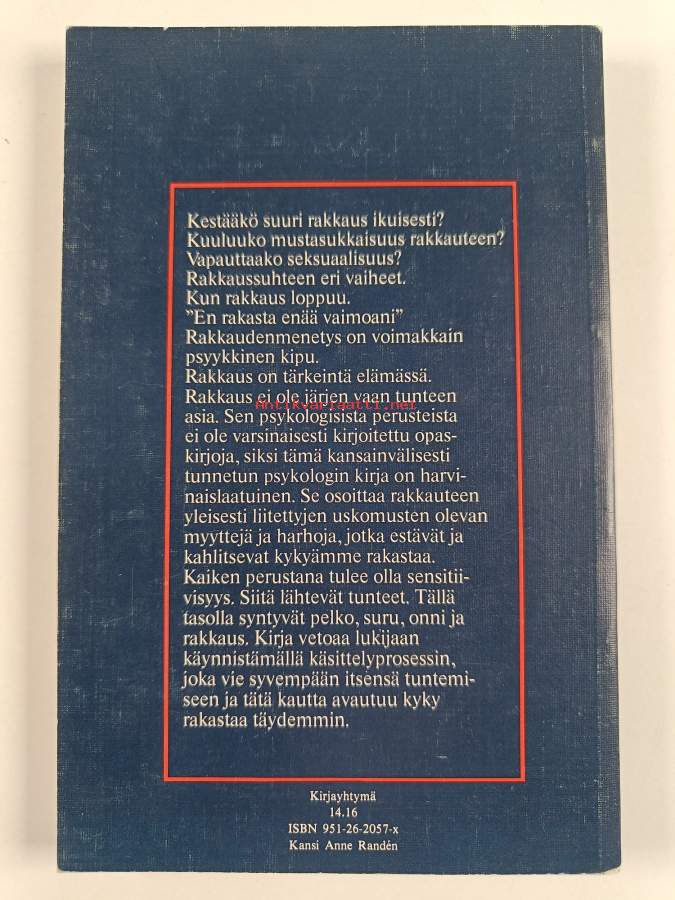 Kestääkö suuri rakkaus ikuisesti?
Kuuluuko mustasukkaisuus rakkauteen?
Vapauttaako seksuaalisuus?
Rakkaussuhteen eri vaiheet.
Kun rakkaus loppuu.
”En rakasta enää vaimoani”
Rakkaudenmenetys on voimakkain
psyykkinen kipu.
Rakkaus on tärkeintä elämässä.
Rakkaus ei ole järjen vaan tunteen
Antikvariaatti.net
asia. Sen psykologisista perusteista
ei ole varsinaisesti kirjoitettu opas-
kirjoja, siksi tämä kansainvälisesti
tunnetun psykologin kirja on harvi-
naislaatuinen. Se osoittaa rakkauteen
yleisesti liitettyjen uskomusten olevan
myyttejä ja harhoja, jotka estävät ja
kahlitsevat kykyämme rakastaa.
Kaiken perustana tulee olla sensitii-
visyys. Siitä lähtevät tunteet. Tällä
tasolla syntyvät pelko, suru, onni ja
rakkaus. Kirja vetoaa lukijaan
käynnistämällä käsittelyprosessin,
joka vie syvempään itsensä tuntemi-
seen ja tätä kautta avautuu kyky
rakastaa täydemmin.
Kirjayhtymä
14.16
ISBN 951-26-2057-x
Kansi Anne Randén